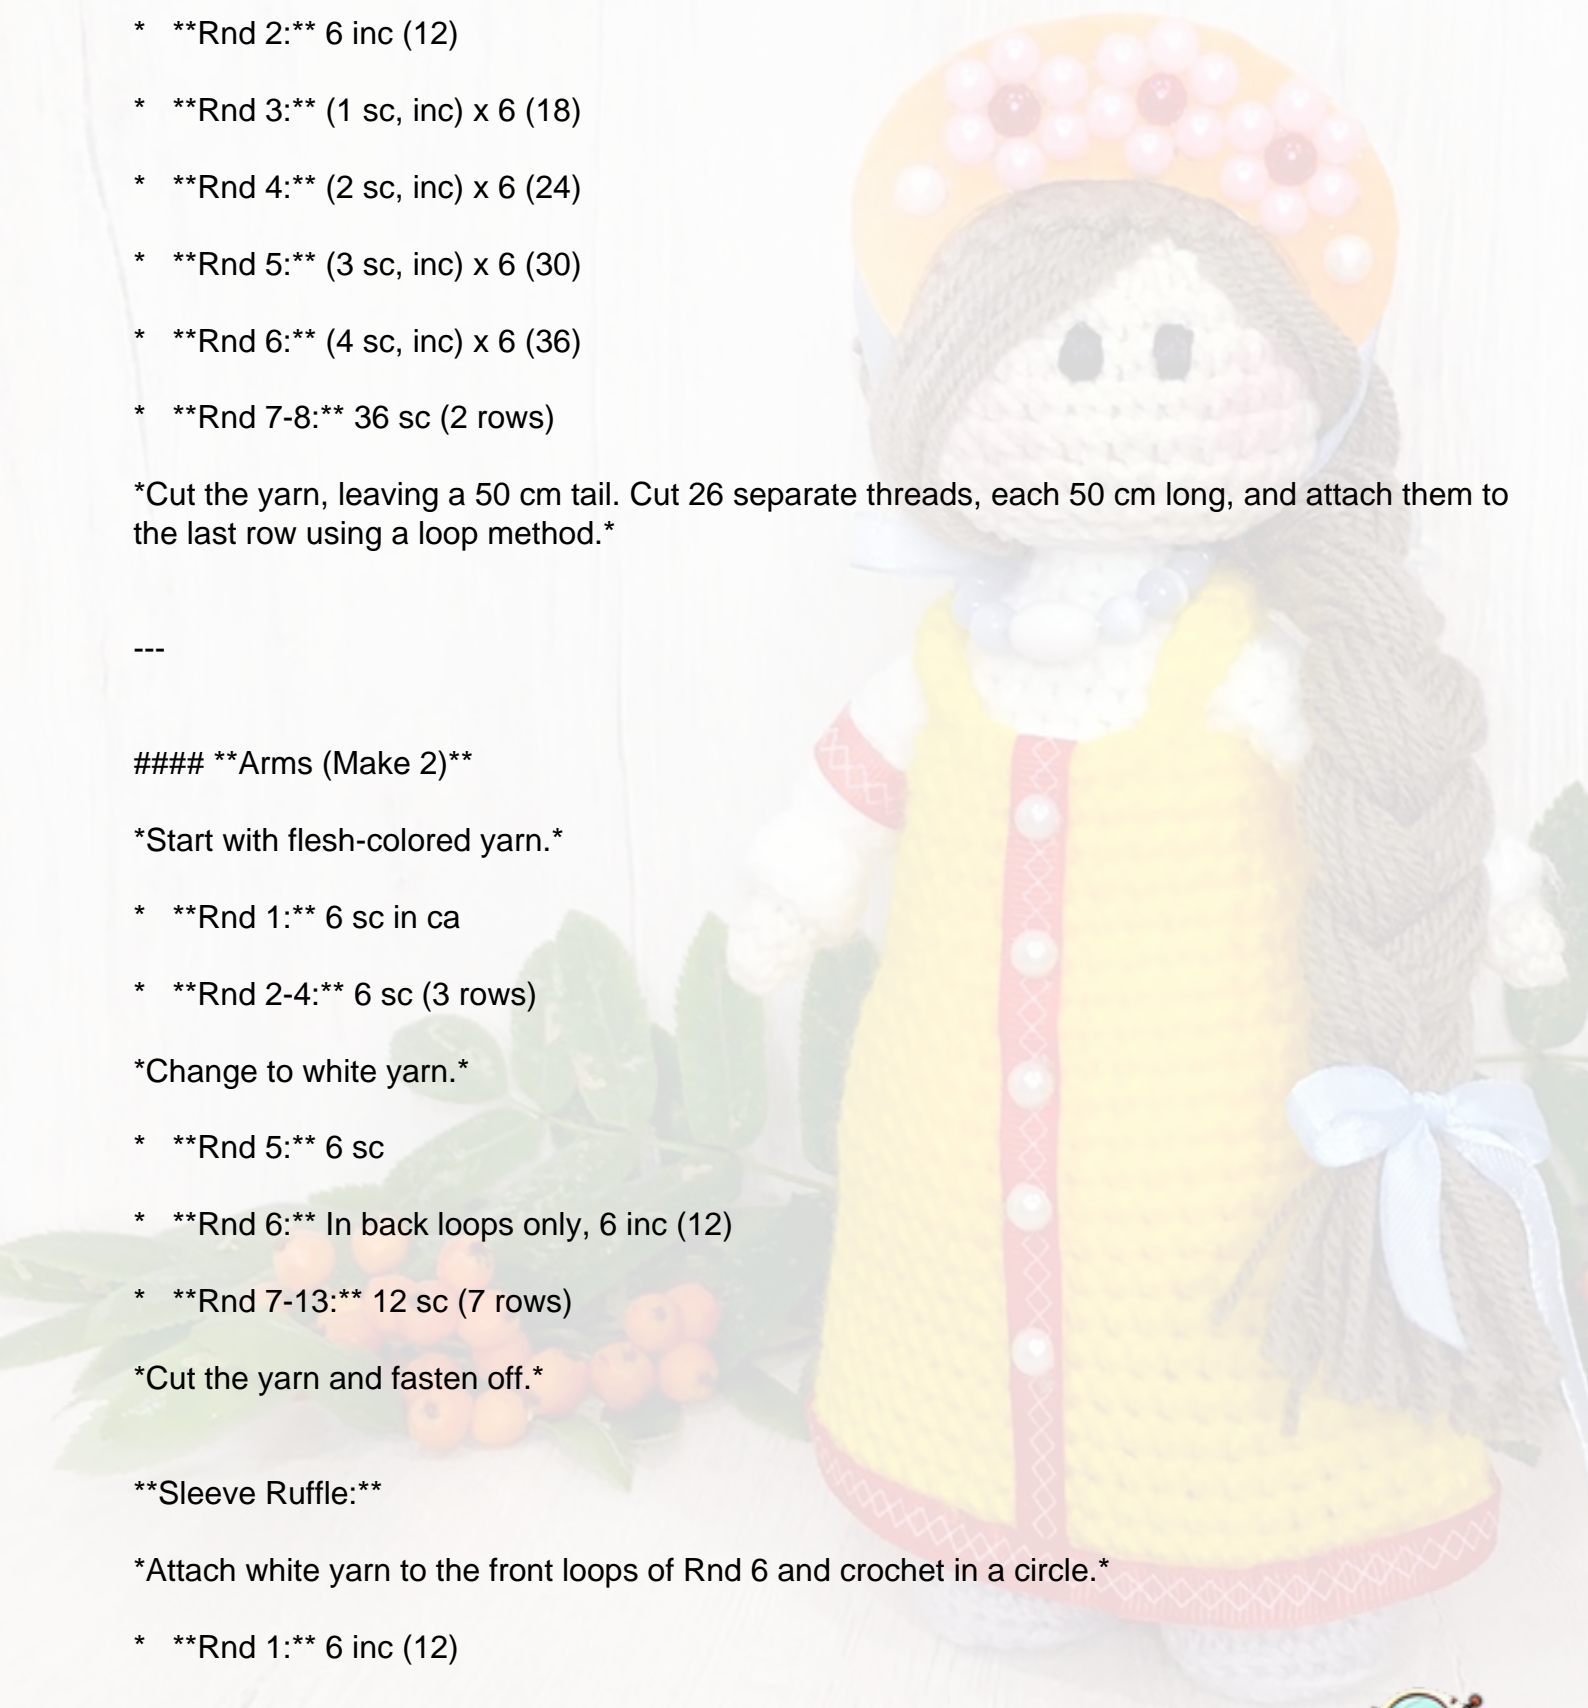 *   **Rnd 2:** 6 inc (12)
*   **Rnd 3:** (1 sc, inc) x 6 (18)
*   **Rnd 4:** (2 sc, inc) x 6 (24)
*   **Rnd 5:** (3 sc, inc) x 6 (30)
*   **Rnd 6:** (4 sc, inc) x 6 (36)
*   **Rnd 7-8:** 36 sc (2 rows)
*Cut the yarn, leaving a 50 cm tail. Cut 26 separate threads, each 50 cm long, and attach them to
the last row using a loop method.*
---
#### **Arms (Make 2)**
*Start with flesh-colored yarn.*
*   **Rnd 1:** 6 sc in ca
*   **Rnd 2-4:** 6 sc (3 rows)
*Change to white yarn.*
*   **Rnd 5:** 6 sc
*   **Rnd 6:** In back loops only, 6 inc (12)
*   **Rnd 7-13:** 12 sc (7 rows)
*Cut the yarn and fasten off.*
**Sleeve Ruffle:**
*Attach white yarn to the front loops of Rnd 6 and crochet in a circle.*
*   **Rnd 1:** 6 inc (12)